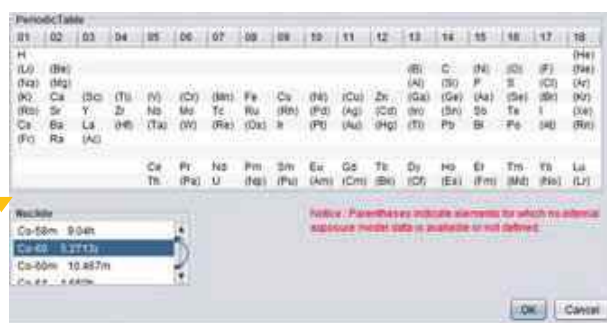 PeriodicTable
01 02 03 04 05 06 07 08 09 10 11 12 13 14 15 16 17 18
H (He)
(Li) (Be) (B) C (N) (O) (F) (Ne)
(Na) (Mg) (Al) (Si) P S (Cl) (Ar)
(K) Ca (Sc) (Ti) (V) (Cr) (Mn) Fe Co (Ni) (Cu) Zn (Ga) (Ge) (As) (Se) (Br) (Kr)
(Rb) Sr Y Zr Nb Mo Tc Ru (Rh) (Pd) (Ag) (Cd) (In) (Sn) Sb Te I (Xe)
Cs Ba La (Hf) (Ta) (W) (Re) (Os) Ir (Pt) (Au) (Hg) (Tl) Pb Bi Po (At) (Rn)
(Fr) Ra (Ac)
Ce Pr Nd Pm Sm Eu Gd Tb Dy Ho Er Tm Yb Lu
Th (Pa) U (Np) (Pu) (Am) (Cm) (Bk) (Cf) (Es) (Fm) (Md) (No) (Lr)
Nuclide
Notice : Parentheses indicate elements for which no internal
exposure model data is available or not defined.
Co-58m 9.04h
Co-60 5.2713y
Co-60m 10.467m
OK Cancel